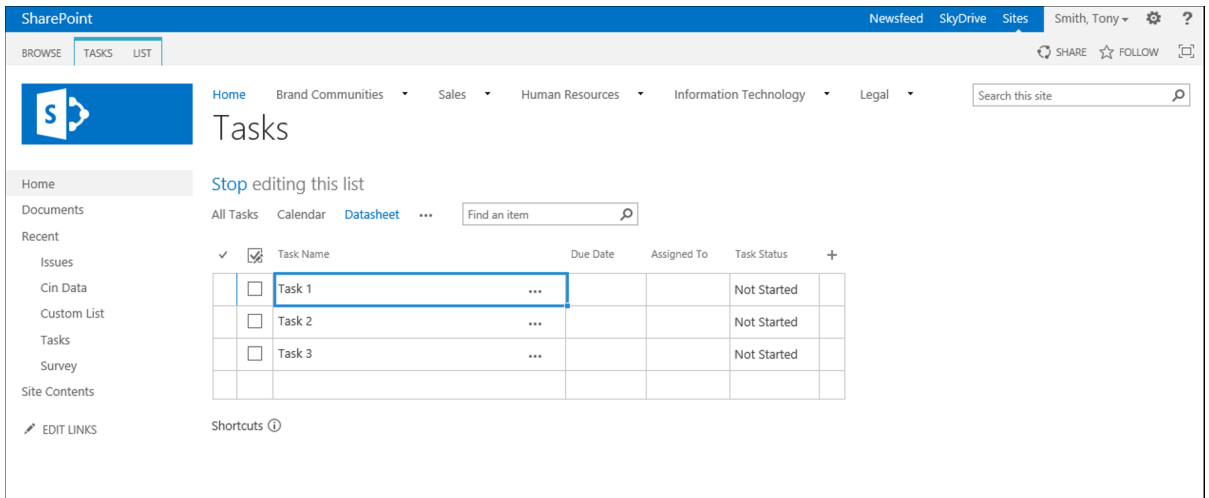 SharePoint Newsfeed SkyDrive Sites Smith, Tony ?
BROWSE TASKS LIST SHARE FOLLOW
S
Home Brand Communities Sales Human Resources Information Technology Legal Search this site
Tasks
Home
Documents
Recent
Issues
Cin Data
Custom List
Tasks
Survey
Site Contents
EDIT LINKS
Stop editing this list
All Tasks Calendar Datasheet ... Find an item
Task Name Due Date Assigned To Task Status +
Task 1 ... Not Started
Task 2 ... Not Started
Task 3 ... Not Started
Shortcuts